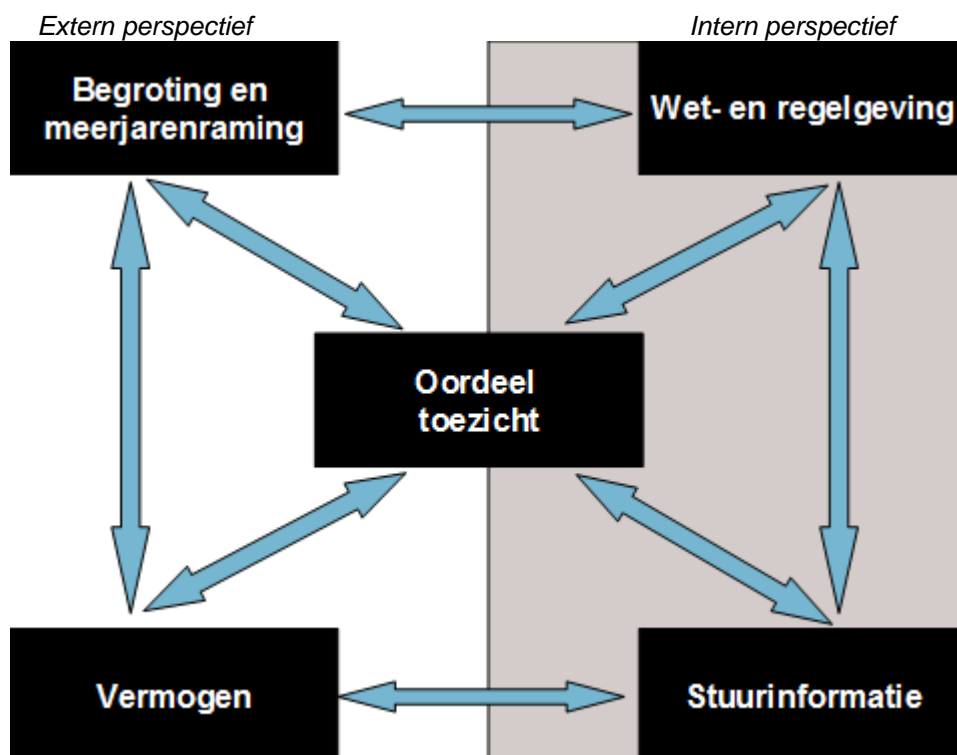 Extern perspectief
Intern perspectief
Begroting en
meerjarenraming
Wet- en regelgeving
Oordeel
toezicht
Vermogen
Stuurinformatie